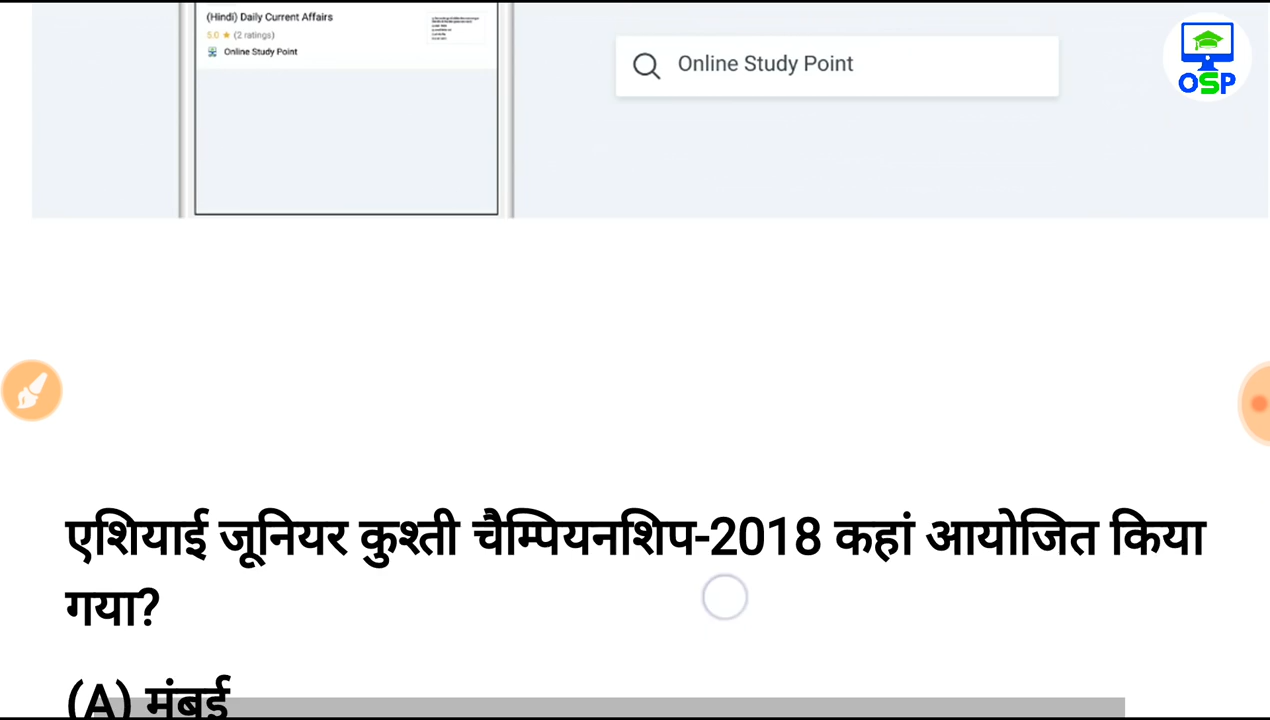 (Hindi) Daily Current Affairs
5.0 ★ (2 ratings)
Online Study Point
Online Study Point
OSP
एशियाई जूनियर कुश्ती चैम्पियनशिप-2018 कहां आयोजित किया
गया?
(A) मुंबई